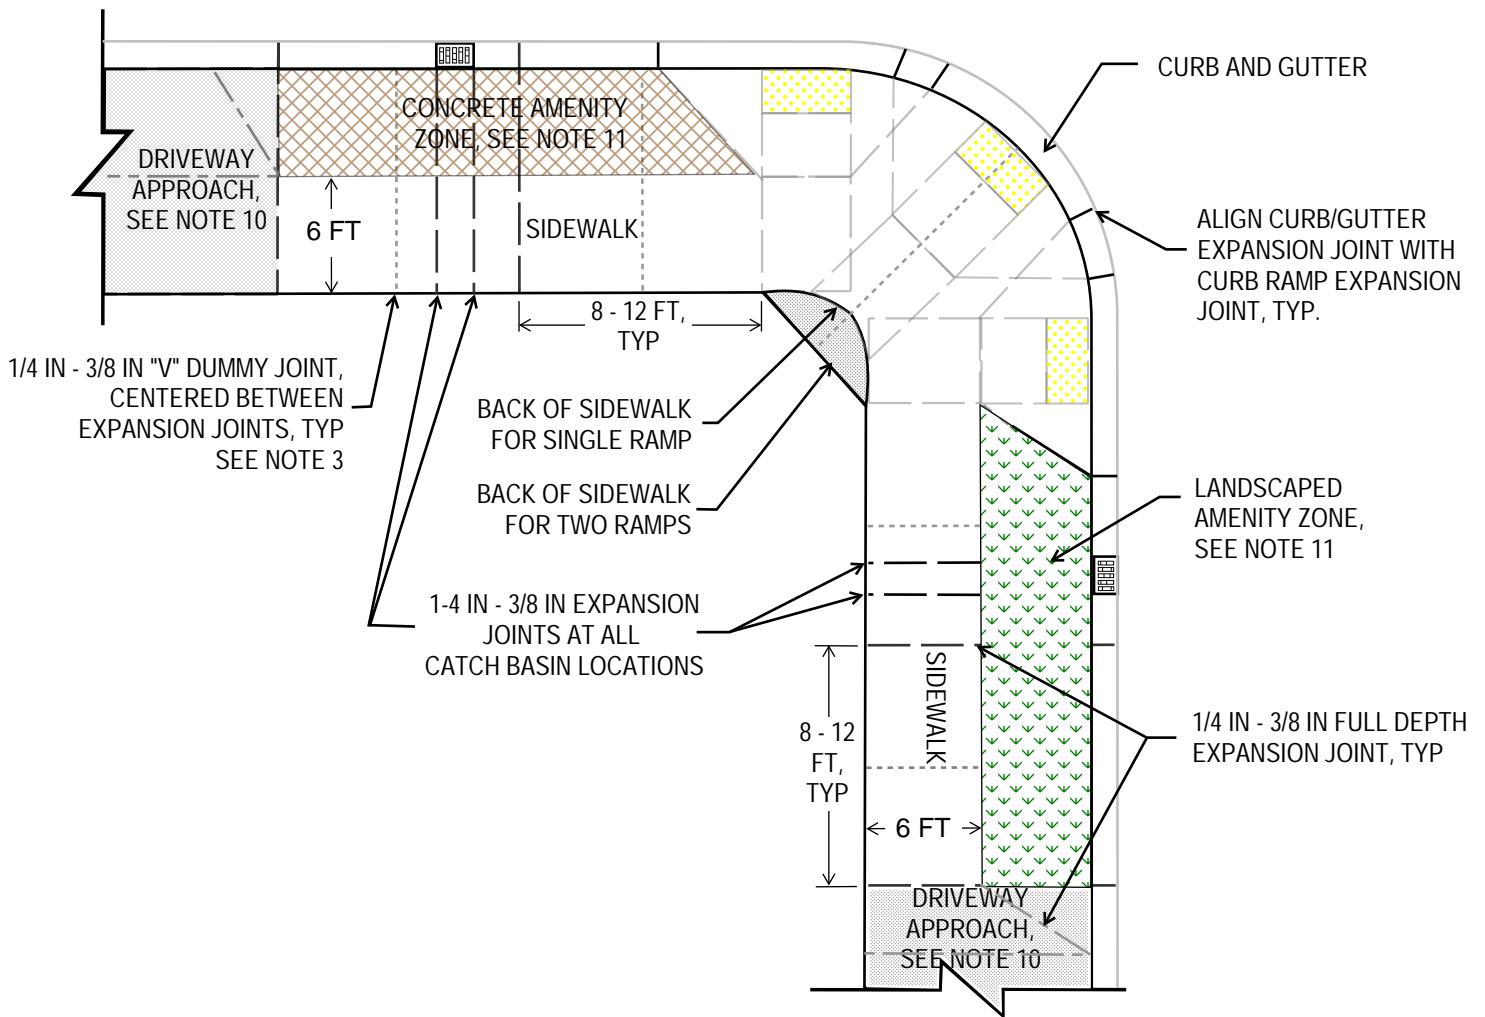 CURB AND GUTTER
CONCRETE AMENITY
ZONE, SEE NOTE 11
DRIVEWAY
APPROACH,
SEE NOTE 10
6 FT
SIDEWALK
ALIGN CURB/GUTTER
EXPANSION JOINT WITH
CURB RAMP EXPANSION
JOINT, TYP.
8 - 12 FT,
TYP
1/4 IN - 3/8 IN "V" DUMMY JOINT,
CENTERED BETWEEN
EXPANSION JOINTS, TYP
SEE NOTE 3
BACK OF SIDEWALK
FOR SINGLE RAMP
BACK OF SIDEWALK
FOR TWO RAMPS
LANDSCAPED
AMENITY ZONE,
SEE NOTE 11
1-4 IN - 3/8 IN EXPANSION
JOINTS AT ALL
CATCH BASIN LOCATIONS
SIDEWALK
8 - 12
FT,
TYP
1/4 IN - 3/8 IN FULL DEPTH
EXPANSION JOINT, TYP
6 FT
DRIVEWAY
APPROACH,
SEE NOTE 10